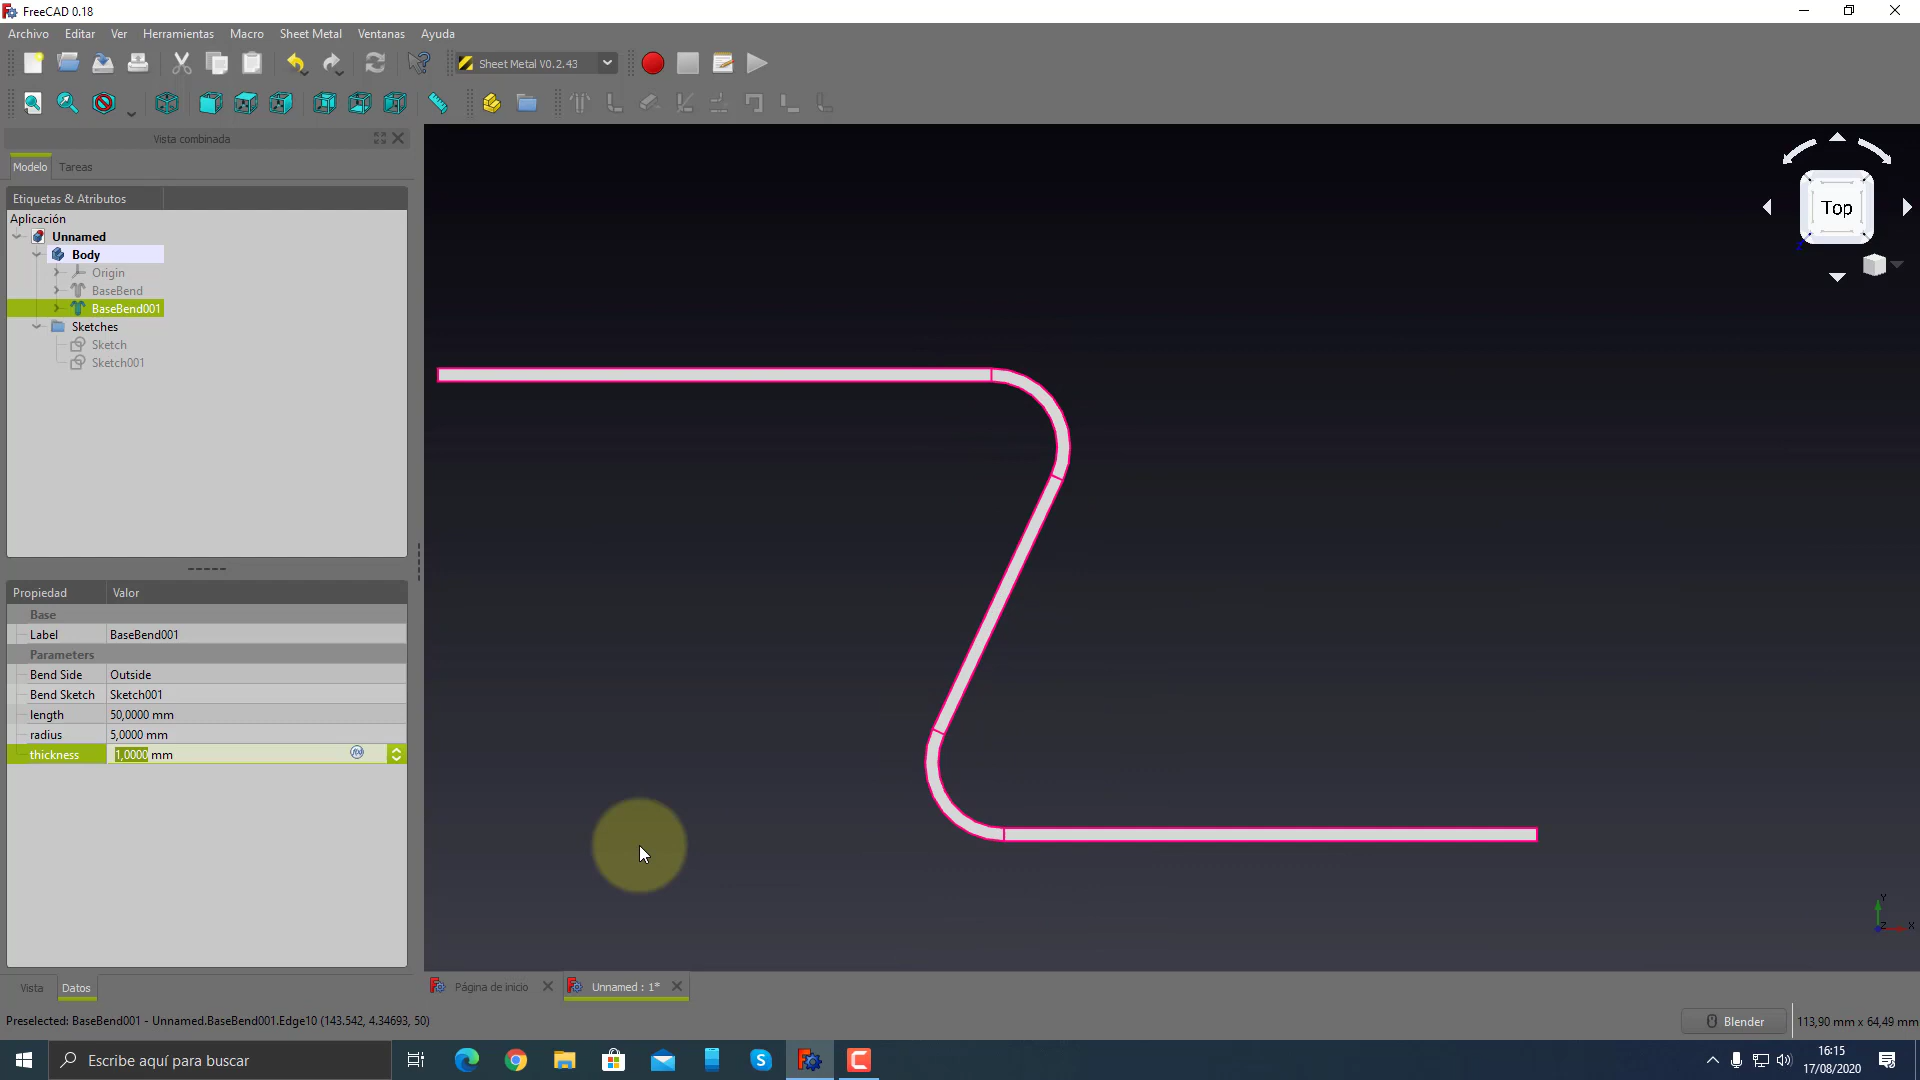 FreeCAD 0.18
Archivo Editar Ver Herramientas Macro Sheet Metal Ventanas Ayuda
Sheet Metal V0.2.43
Vista combinada
Modelo Tareas
Etiquetas & Atributos
Aplicación
Unnamed
Body
Origin
BaseBend
BaseBend001
Sketches
Sketch
Sketch001
Top
Z
Propiedad Valor
Base
Label BaseBend001
Parameters
Bend Side Outside
Bend Sketch Sketch001
length 50,0000 mm
radius 5,0000 mm
thickness 1,0000 mm
Y
Z X
Vista Datos
Página de inicio Unnamed : 1*
Preselected: BaseBend001 - Unnamed.BaseBend001.Edge10 (143.542, 4.34693, 50)
Blender 113,90 mm x 64,49 mm
Escribe aquí para buscar
16:15
17/08/2020